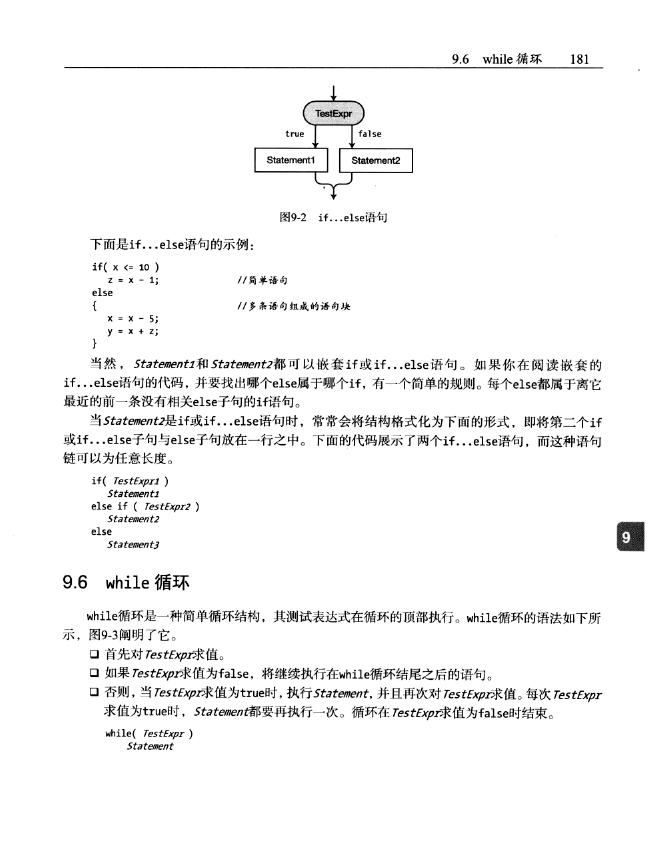 9.6 while 循环 181
TestExpr
true false
Statement1 Statement2
图9-2 if...else语句
下面是if...else语句的示例：
if( x <= 10 )
z = x - 1; //简单语句
else
{ //多条语句组成的语句块
x = x - 5;
y = x + z;
}
当然，Statement1和Statement2都可以嵌套if或if...else语句。如果你在阅读嵌套的
if...else语句的代码，并要找出哪个else属于哪个if，有一个简单的规则。每个else都属于离它
最近的前一条没有相关else子句的if语句。
当Statement2是if或if...else语句时，常常会将结构格式化为下面的形式，即将第二个if
或if...else子句与else子句放在一行之中。下面的代码展示了两个if...else语句，而这种语句
链可以为任意长度。
if( TestExpr1 )
Statement1
else if ( TestExpr2 )
Statement2
else
Statement3
9
9.6 while 循环
while循环是一种简单循环结构，其测试表达式在循环的顶部执行。while循环的语法如下所
示，图9-3阐明了它。
❑ 首先对TestExpr求值。
❑ 如果TestExpr求值为false，将继续执行在while循环结尾之后的语句。
❑ 否则，当TestExpr求值为true时，执行Statement，并且再次对TestExpr求值。每次TestExpr
求值为true时，Statement都要再执行一次。循环在TestExpr求值为false时结束。
while( TestExpr )
Statement